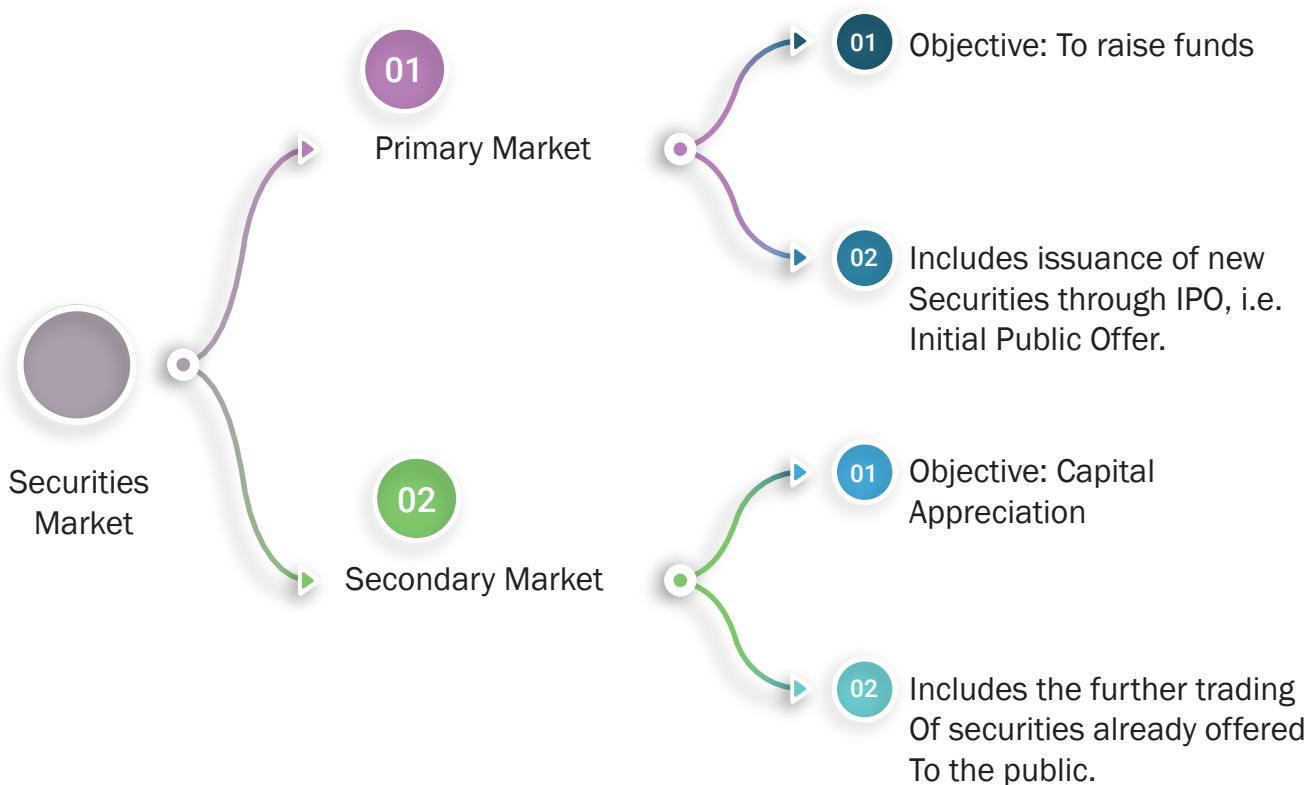 Securities
Market
01
Primary Market
01
Objective: To raise funds
02
Includes issuance of new
Securities through IPO, i.e.
Initial Public Offer.
02
Secondary Market
01
Objective: Capital
Appreciation
02
Includes the further trading
Of securities already offered
To the public.